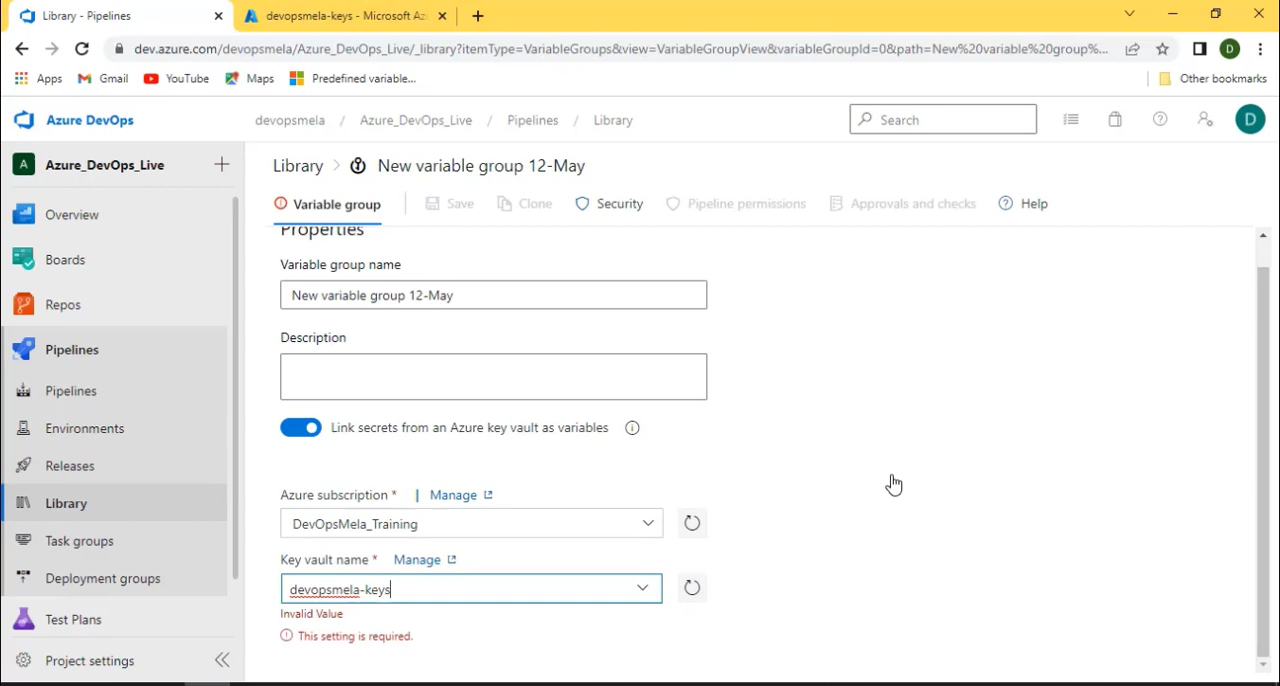 Library - Pipelines
devopsmela-keys - Microsoft Az
dev.azure.com/devopsmela/Azure_DevOps_Live/_library?itemType=VariableGroups&view=VariableGroupView&variableGroupId=0&path=New%20variable%20group%...
D
Apps
Gmail
YouTube
Maps
Predefined variable...
Other bookmarks
Azure DevOps
devopsmela / Azure_DevOps_Live / Pipelines / Library
Search
D
A
Azure_DevOps_Live
Overview
Boards
Repos
Pipelines
Pipelines
Environments
Releases
Library
Task groups
Deployment groups
Test Plans
Project settings
Library > New variable group 12-May
Variable group
Save
Clone
Security
Pipeline permissions
Approvals and checks
Help
Properties
Variable group name
New variable group 12-May
Description
Link secrets from an Azure key vault as variables
Azure subscription * | Manage
DevOpsMela_Training
Key vault name * Manage
devopsmela-keys
Invalid Value
This setting is required.